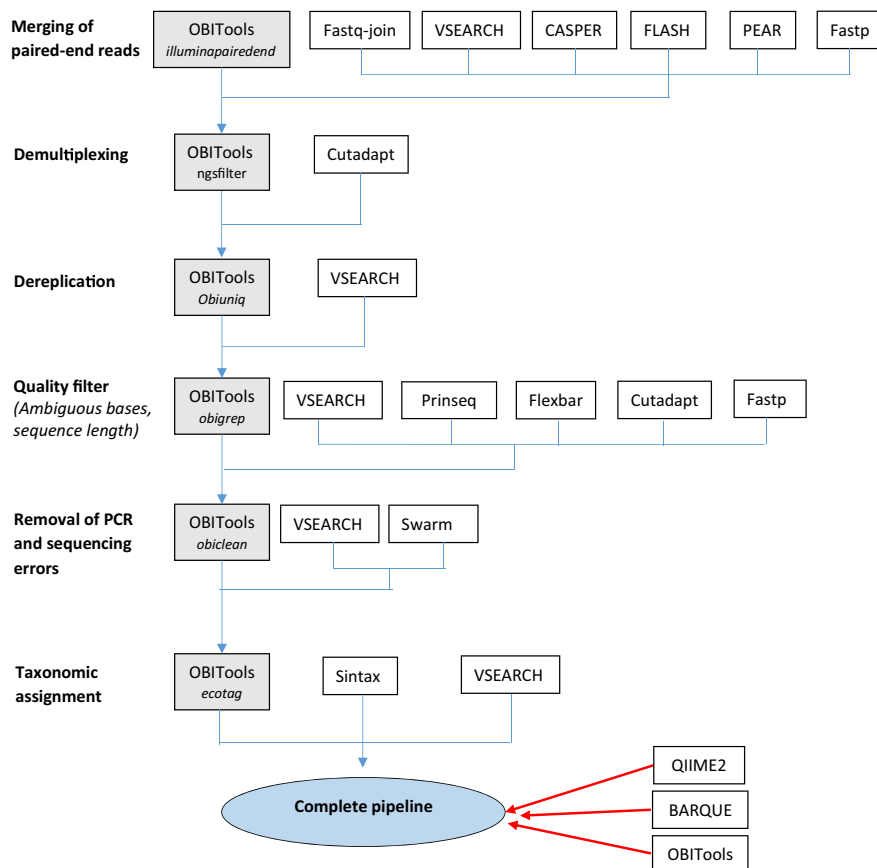 Merging of
paired-end reads
OBITools
illuminapairedend
Fastq-join
VSEARCH
CASPER
FLASH
PEAR
Fastp
Demultiplexing
OBITools
ngsfilter
Cutadapt
Dereplication
OBITools
Obiuniq
VSEARCH
Quality filter
(Ambiguous bases,
sequence length)
OBITools
obigrep
VSEARCH
Prinseq
Flexbar
Cutadapt
Fastp
Removal of PCR
and sequencing
errors
OBITools
obiclean
VSEARCH
Swarm
Taxonomic
assignment
OBITools
ecotag
Sintax
VSEARCH
Complete pipeline
QIIME2
BARQUE
OBITools